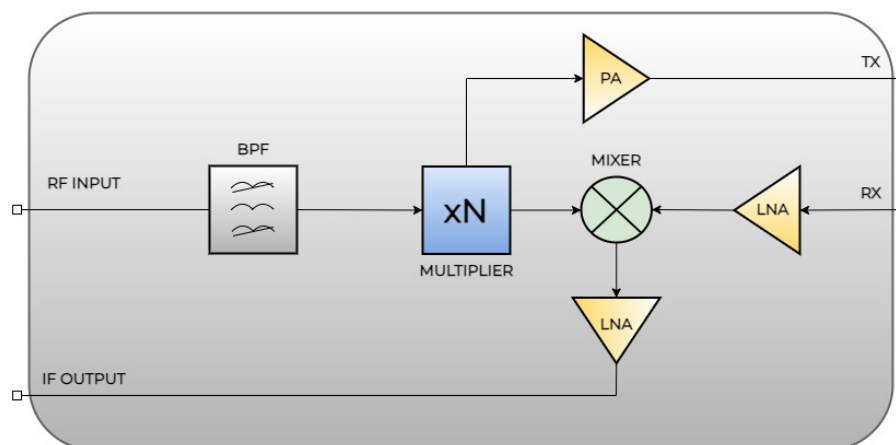 TX
PA
BPF
MIXER
RF INPUT
RX
xN
LNA
MULTIPLIER
LNA
IF OUTPUT